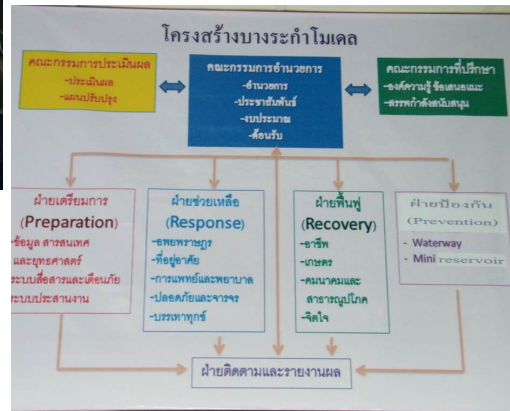 โครงสร้างบางระกำโมเดล
คณะกรรมการประเมินผล
-ประเมินผล
-แผนปรับปรุง
คณะกรรมการอำนวยการ
-อำนวยการ
-ประชาสัมพันธ์
-งบประมาณ
-ต้อนรับ
คณะกรรมการที่ปรึกษา
-องค์ความรู้ ข้อเสนอแนะ
-สรรพกำลังสนับสนุน
ฝ่ายเตรียมการ
(Preparation)
-ข้อมูล สารสนเทศ
และยุทธศาสตร์
ระบบสื่อสารและเตือนภัย
ระบบประสานงาน
ฝ่ายช่วยเหลือ
(Response)
-อพยพราษฎร
-ที่อยู่อาศัย
-การแพทย์และพยาบาล
-ปลอดภัยและจราจร
-บรรเทาทุกข์
ฝ่ายฟื้นฟู
(Recovery)
-อาชีพ
-เกษตร
-คมนาคมและ
สาธารณูปโภค
-จิตใจ
ฝ่ายป้องกัน
(Prevention)
- Waterway
- Mini reservoir
ฝ่ายติดตามและรายงานผล